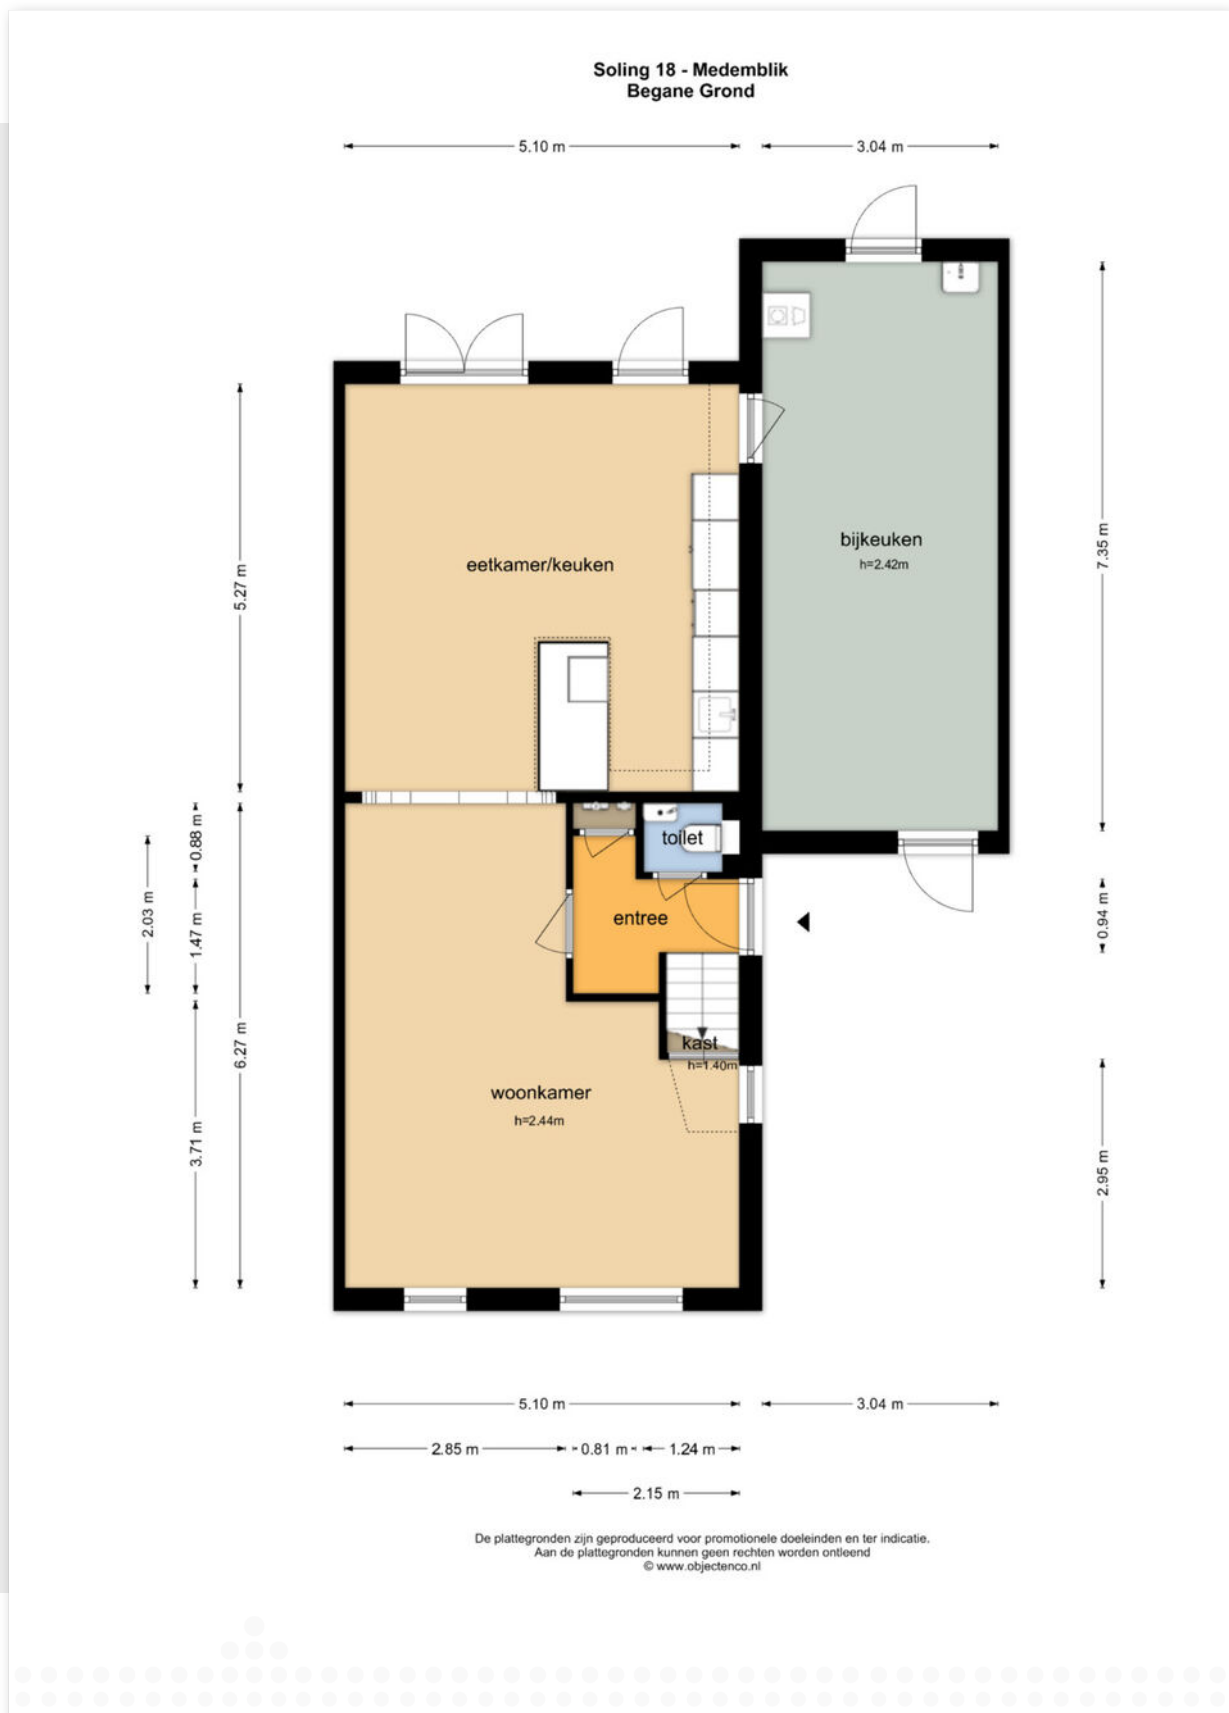 Soling 18 - Medemblik
Begane Grond
5.10 m
3.04 m
5.27 m
7.35 m
bijkeuken
h=2.42m
eetkamer/keuken
0.88 m
2.03 m
1.47 m
toilet
entree
0.94 m
6.27 m
kast
h=1.40m
woonkamer
h=2.44m
3.71 m
2.95 m
5.10 m
3.04 m
2.85 m
0.81 m
1.24 m
2.15 m
De plattegronden zijn geproduceerd voor promotionele doeleinden en ter indicatie.
Aan de plattegronden kunnen geen rechten worden ontleend
© www.objectenco.nl